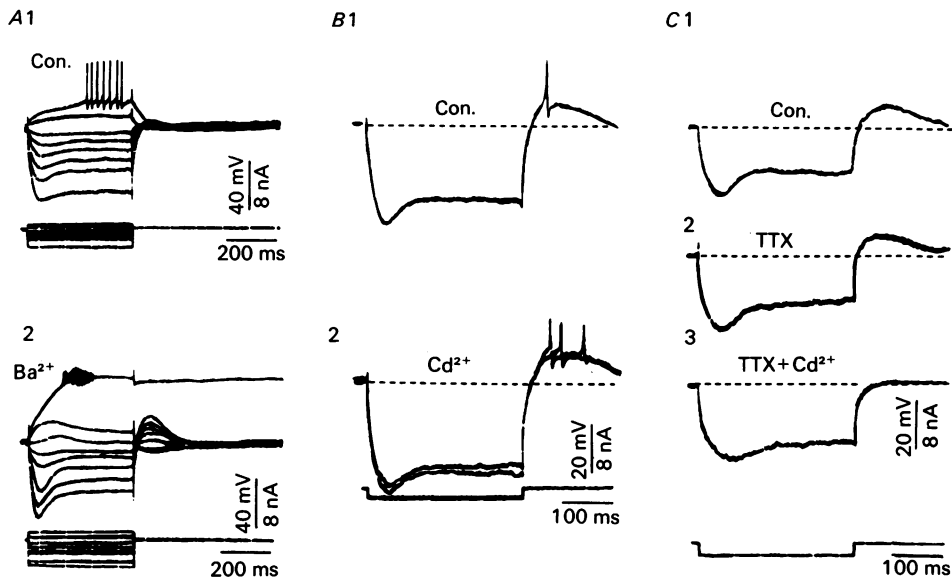 A1
Con.
40 mV
8 nA
200 ms
2
Ba²⁺
40 mV
8 nA
200 ms
B1
Con.
2
Cd²⁺
20 mV
8 nA
100 ms
C1
Con.
2
TTX
3
TTX+Cd²⁺
20 mV
8 nA
100 ms